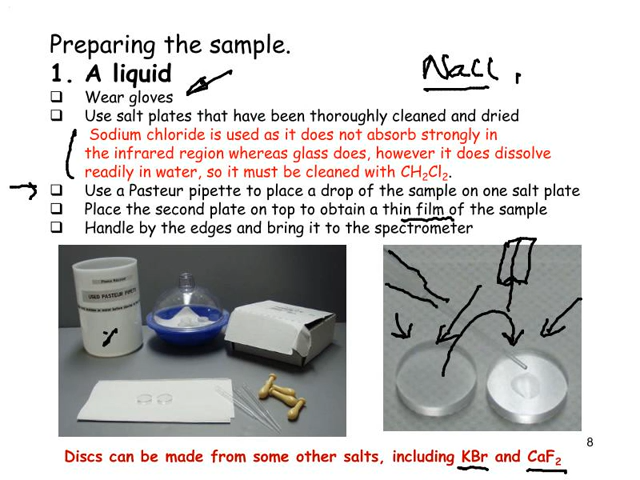 Preparing the sample.
NaCl,
1. A liquid
Wear gloves
Use salt plates that have been thoroughly cleaned and dried
Sodium chloride is used as it does not absorb strongly in
the infrared region whereas glass does, however it does dissolve
readily in water, so it must be cleaned with CH₂Cl₂.
Use a Pasteur pipette to place a drop of the sample on one salt plate
Place the second plate on top to obtain a thin film of the sample
Handle by the edges and bring it to the spectrometer
USED PASTEUR PIPETTE
8
Discs can be made from some other salts, including KBr and CaF₂